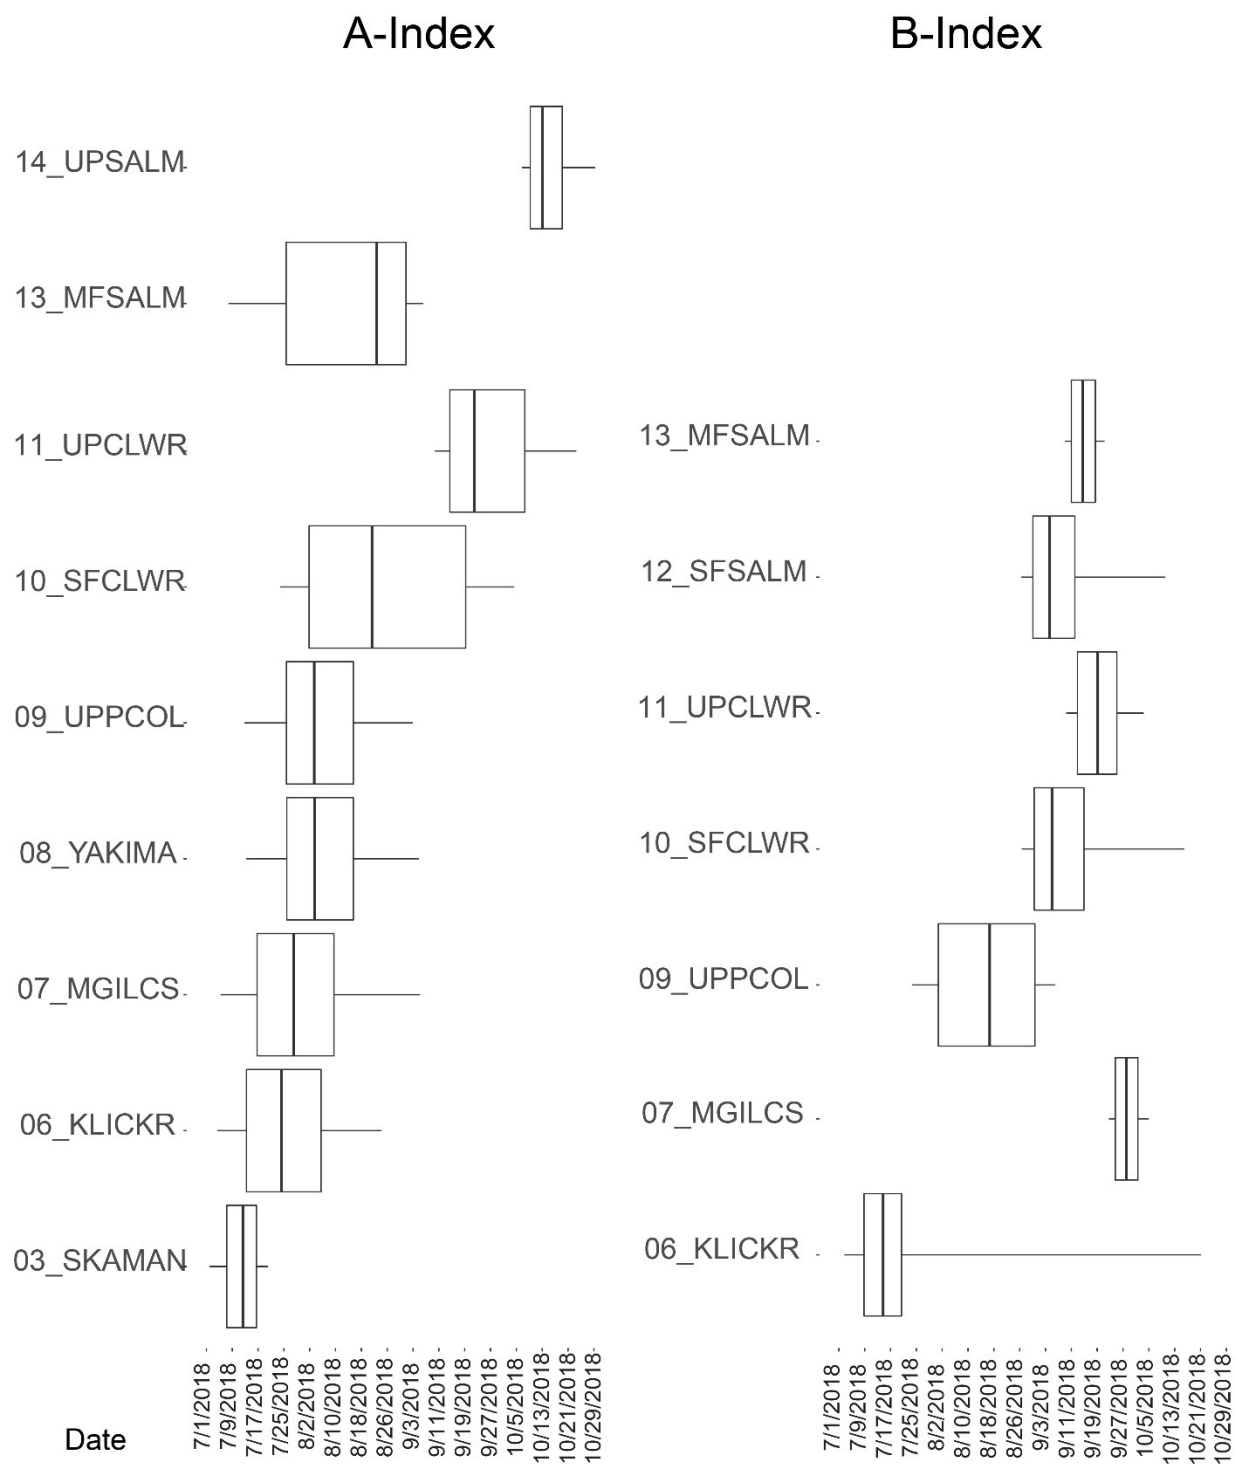 A-Index
14_UPSALM
13_MFSALM
11_UPCLWR
10_SFCLWR
09_UPPCOL
08_YAKIMA
07_MGILCS
06_KLICKR
03_SKAMAN
Date
7/1/2018
7/9/2018
7/17/2018
7/25/2018
8/2/2018
8/10/2018
8/18/2018
8/26/2018
9/3/2018
9/11/2018
9/19/2018
9/27/2018
10/5/2018
10/13/2018
10/21/2018
10/29/2018
B-Index
13_MFSALM
12_SFSALM
11_UPCLWR
10_SFCLWR
09_UPPCOL
07_MGILCS
06_KLICKR
7/1/2018
7/9/2018
7/17/2018
7/25/2018
8/2/2018
8/10/2018
8/18/2018
8/26/2018
9/3/2018
9/11/2018
9/19/2018
9/27/2018
10/5/2018
10/13/2018
10/21/2018
10/29/2018